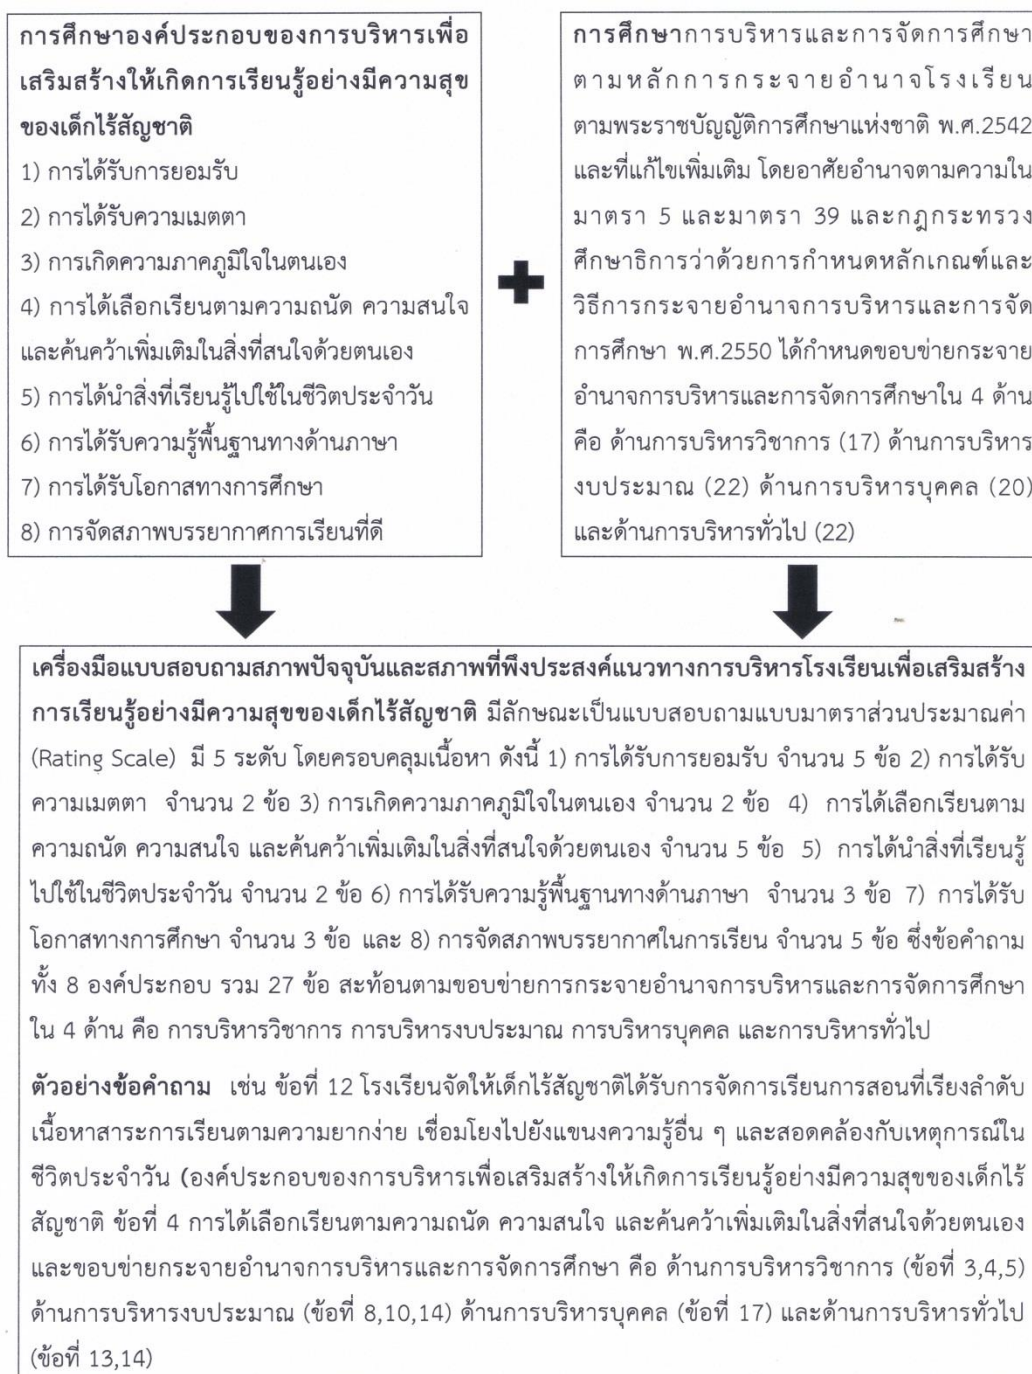 การศึกษาองค์ประกอบของการบริหารเพื่อ
เสริมสร้างให้เกิดการเรียนรู้อย่างมีความสุข
ของเด็กไร้สัญชาติ
1) การได้รับการยอมรับ
2) การได้รับความเมตตา
3) การเกิดความภาคภูมิใจในตนเอง
4) การได้เลือกเรียนตามความถนัด ความสนใจ
และค้นคว้าเพิ่มเติมในสิ่งที่สนใจด้วยตนเอง
5) การได้นำสิ่งที่เรียนรู้ไปใช้ในชีวิตประจำวัน
6) การได้รับความรู้พื้นฐานทางด้านภาษา
7) การได้รับโอกาสทางการศึกษา
8) การจัดสภาพบรรยากาศการเรียนที่ดี
การศึกษาการบริหารและการจัดการศึกษา
ตามหลักการกระจายอำนาจโรงเรียน
ตามพระราชบัญญัติการศึกษาแห่งชาติ พ.ศ.2542
และที่แก้ไขเพิ่มเติม โดยอาศัยอำนาจตามความใน
มาตรา 5 และมาตรา 39 และกฎกระทรวง
ศึกษาธิการว่าด้วยการกำหนดหลักเกณฑ์และ
วิธีการกระจายอำนาจการบริหารและการจัด
การศึกษา พ.ศ.2550 ได้กำหนดขอบข่ายกระจาย
อำนาจการบริหารและการจัดการศึกษาใน 4 ด้าน
คือ ด้านการบริหารวิชาการ (17) ด้านการบริหาร
งบประมาณ (22) ด้านการบริหารบุคคล (20)
และด้านการบริหารทั่วไป (22)
เครื่องมือแบบสอบถามสภาพปัจจุบันและสภาพที่พึงประสงค์แนวทางการบริหารโรงเรียนเพื่อเสริมสร้าง
การเรียนรู้อย่างมีความสุขของเด็กไร้สัญชาติ มีลักษณะเป็นแบบสอบถามแบบมาตราส่วนประมาณค่า
(Rating Scale) มี 5 ระดับ โดยครอบคลุมเนื้อหา ดังนี้ 1) การได้รับการยอมรับ จำนวน 5 ข้อ 2) การได้รับ
ความเมตตา จำนวน 2 ข้อ 3) การเกิดความภาคภูมิใจในตนเอง จำนวน 2 ข้อ 4) การได้เลือกเรียนตาม
ความถนัด ความสนใจ และค้นคว้าเพิ่มเติมในสิ่งที่สนใจด้วยตนเอง จำนวน 5 ข้อ 5) การได้นำสิ่งที่เรียนรู้
ไปใช้ในชีวิตประจำวัน จำนวน 2 ข้อ 6) การได้รับความรู้พื้นฐานทางด้านภาษา จำนวน 3 ข้อ 7) การได้รับ
โอกาสทางการศึกษา จำนวน 3 ข้อ และ 8) การจัดสภาพบรรยากาศในการเรียน จำนวน 5 ข้อ ซึ่งข้อคำถาม
ทั้ง 8 องค์ประกอบ รวม 27 ข้อ สะท้อนตามขอบข่ายการกระจายอำนาจการบริหารและการจัดการศึกษา
ใน 4 ด้าน คือ การบริหารวิชาการ การบริหารงบประมาณ การบริหารบุคคล และการบริหารทั่วไป
ตัวอย่างข้อคำถาม เช่น ข้อที่ 12 โรงเรียนจัดให้เด็กไร้สัญชาติได้รับการจัดการเรียนการสอนที่เรียงลำดับ
เนื้อหาสาระการเรียนตามความยากง่าย เชื่อมโยงไปยังแขนงความรู้อื่น ๆ และสอดคล้องกับเหตุการณ์ใน
ชีวิตประจำวัน (องค์ประกอบของการบริหารเพื่อเสริมสร้างให้เกิดการเรียนรู้อย่างมีความสุขของเด็กไร้
สัญชาติ ข้อที่ 4 การได้เลือกเรียนตามความถนัด ความสนใจ และค้นคว้าเพิ่มเติมในสิ่งที่สนใจด้วยตนเอง
และขอบข่ายกระจายอำนาจการบริหารและการจัดการศึกษา คือ ด้านการบริหารวิชาการ (ข้อที่ 3,4,5)
ด้านการบริหารงบประมาณ (ข้อที่ 8,10,14) ด้านการบริหารบุคคล (ข้อที่ 17) และด้านการบริหารทั่วไป
(ข้อที่ 13,14)